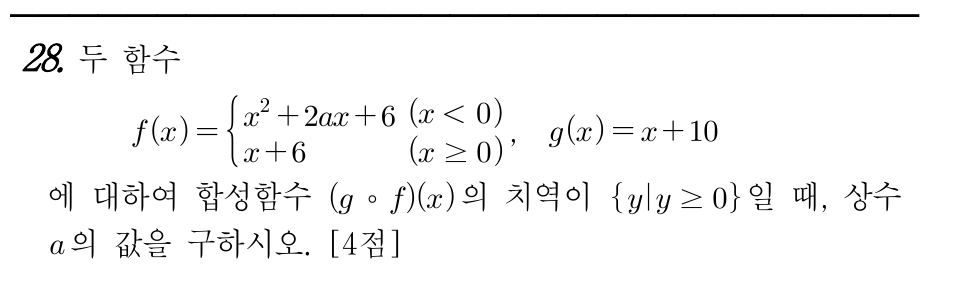 28. 두 함수
f(x) = { x² + 2ax + 6 (x < 0)
x + 6 (x ≥ 0) , g(x) = x + 10
에 대하여 합성함수 (g ∘ f)(x)의 치역이 {y|y ≥ 0}일 때, 상수
a의 값을 구하시오. [4점]